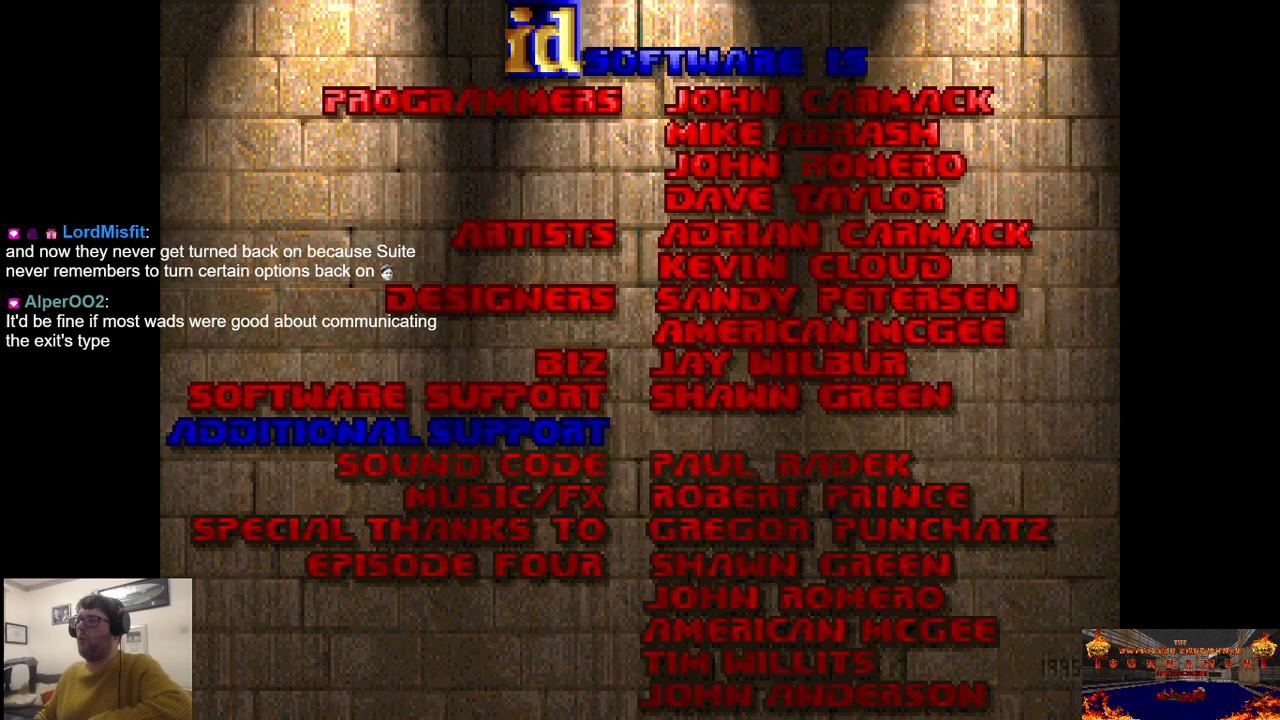 id SOFTWARE IS
PROGRAMMERS JOHN CARMACK
MIKE ABRASH
JOHN ROMERO
DAVE TAYLOR
ARTISTS ADRIAN CARMACK
KEVIN CLOUD
DESIGNERS SANDY PETERSEN
AMERICAN MCGEE
BIZ JAY WILBUR
SOFTWARE SUPPORT SHAWN GREEN
ADDITIONAL SUPPORT
SOUND CODE PAUL RADEK
MUSIC/FX ROBERT PRINCE
SPECIAL THANKS TO GREGOR PUNCHATZ
EPISODE FOUR SHAWN GREEN
JOHN ROMERO
AMERICAN MCGEE
TIM WILLITS
JOHN ANDERSON
1995
LordMisfit:
and now they never get turned back on because Suite
never remembers to turn certain options back on
AlperOO2:
It'd be fine if most wads were good about communicating
the exit's type
THE
TOURNAMENT